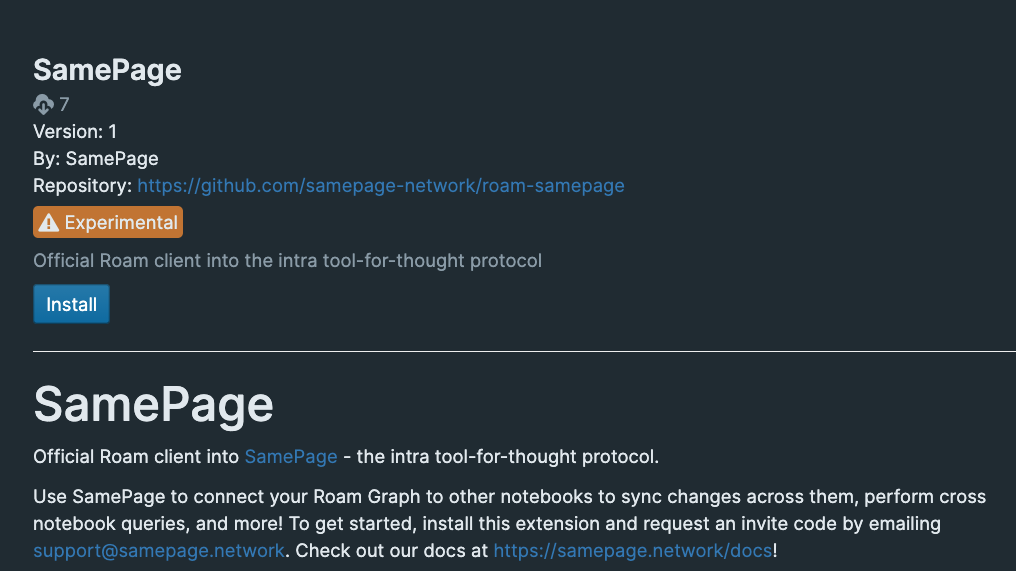 SamePage
7
Version: 1
By: SamePage
Repository: https://github.com/samepage-network/roam-samepage
Experimental
Official Roam client into the intra tool-for-thought protocol
Install
SamePage
Official Roam client into SamePage - the intra tool-for-thought protocol.
Use SamePage to connect your Roam Graph to other notebooks to sync changes across them, perform cross
notebook queries, and more! To get started, install this extension and request an invite code by emailing
support@samepage.network. Check out our docs at https://samepage.network/docs!